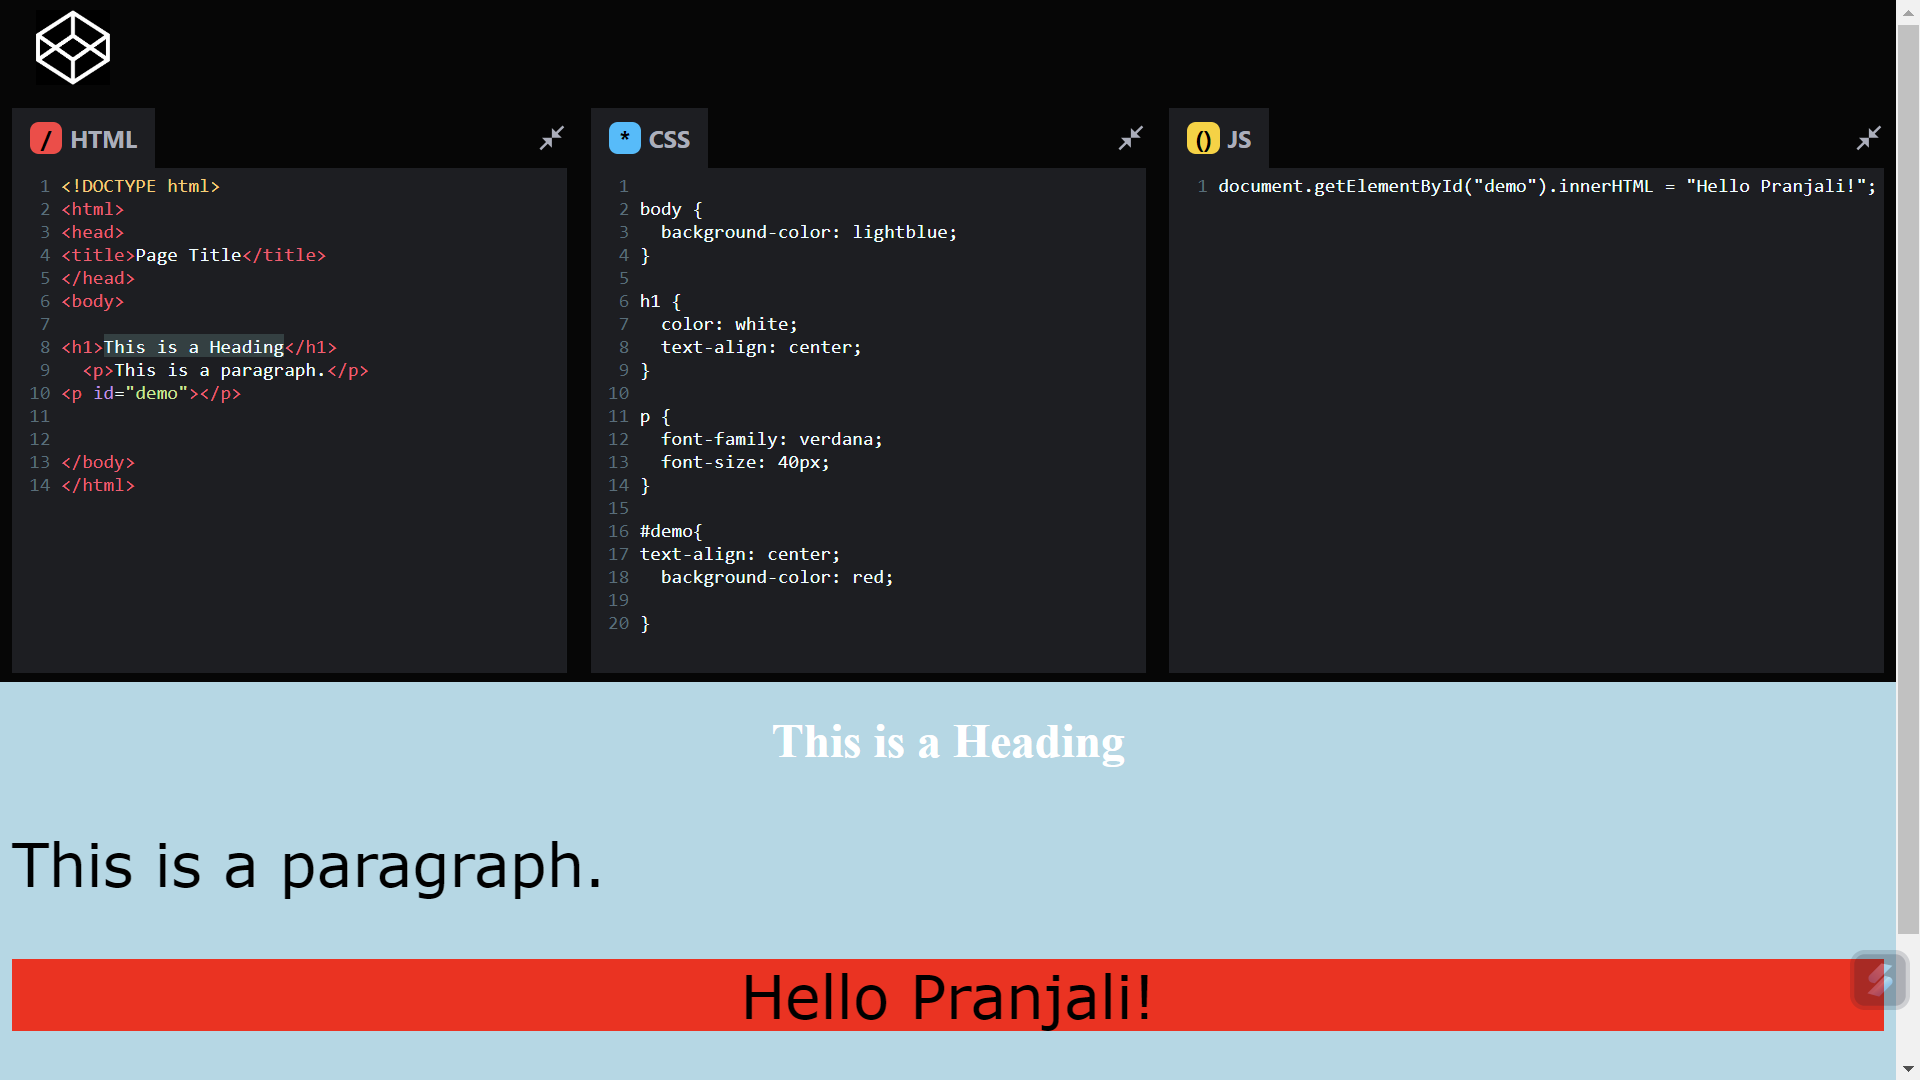 / HTML
1 <!DOCTYPE html>
2 <html>
3 <head>
4 <title>Page Title</title>
5 </head>
6 <body>
7
8 <h1>This is a Heading</h1>
9   <p>This is a paragraph.</p>
10 <p id="demo"></p>
11
12
13 </body>
14 </html>
* CSS
1
2 body {
3   background-color: lightblue;
4 }
5
6 h1 {
7   color: white;
8   text-align: center;
9 }
10
11 p {
12   font-family: verdana;
13   font-size: 40px;
14 }
15
16 #demo{
17 text-align: center;
18   background-color: red;
19
20 }
() JS
1 document.getElementById("demo").innerHTML = "Hello Pranjali!";
This is a Heading
This is a paragraph.
Hello Pranjali!